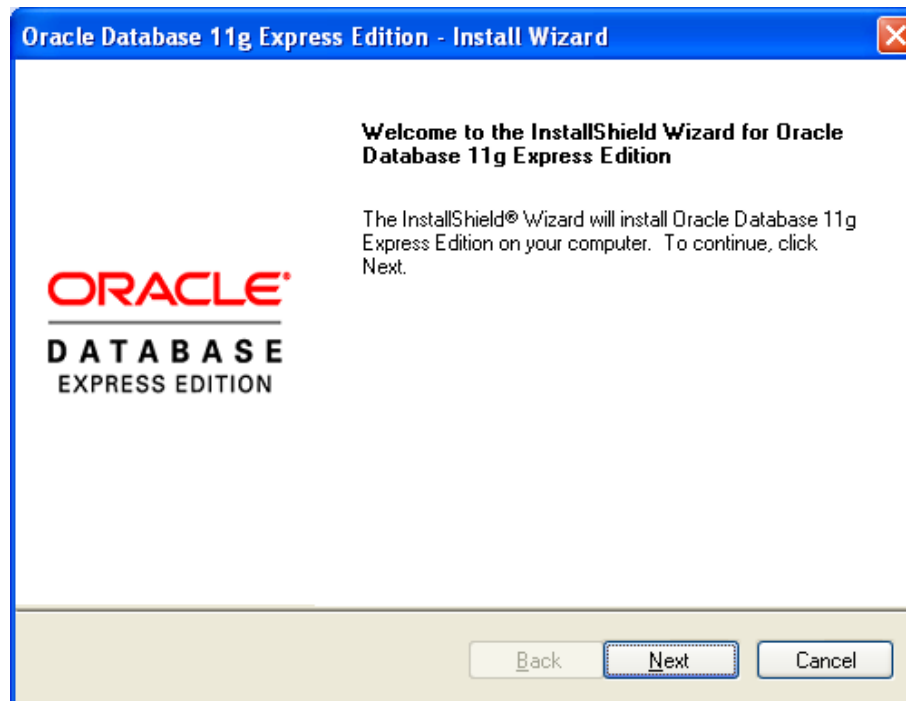 Oracle Database 11g Express Edition - Install Wizard
Welcome to the InstallShield Wizard for Oracle
Database 11g Express Edition
The InstallShield® Wizard will install Oracle Database 11g
Express Edition on your computer. To continue, click
Next.
ORACLE®
DATABASE
EXPRESS EDITION
Back Next Cancel